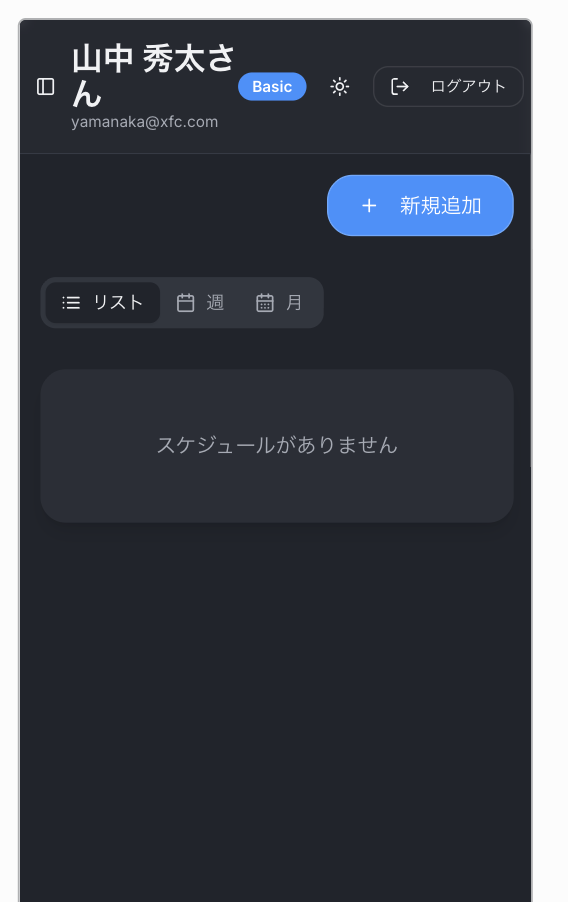 山中 秀太さ
ん
yamanaka@xfc.com
Basic
ログアウト
新規追加
リスト
週
月
スケジュールがありません